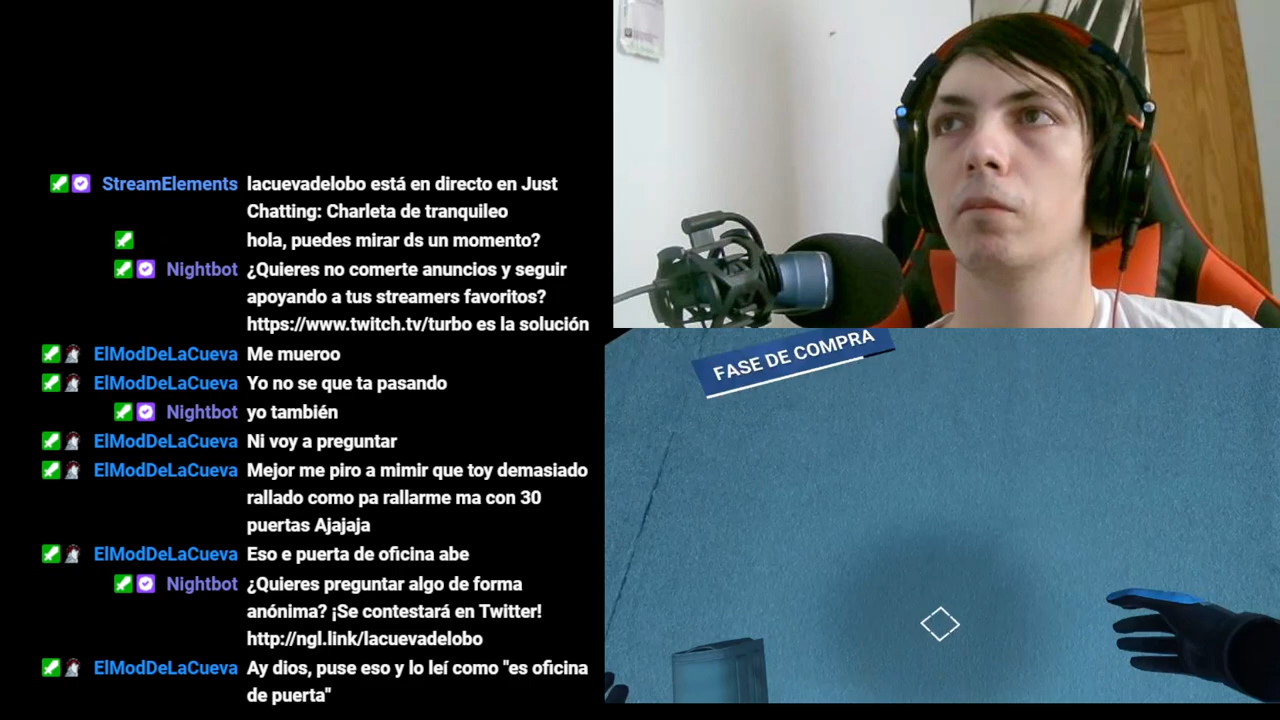 StreamElements lacuevadelobo está en directo en Just
Chatting: Charleta de tranquileo
hola, puedes mirar ds un momento?
Nightbot ¿Quieres no comerte anuncios y seguir
apoyando a tus streamers favoritos?
https://www.twitch.tv/turbo es la solución
ElModDeLaCueva Me mueroo
ElModDeLaCueva Yo no se que ta pasando
Nightbot yo también
ElModDeLaCueva Ni voy a preguntar
ElModDeLaCueva Mejor me piro a mimir que toy demasiado
rallado como pa rallarme ma con 30
puertas Ajajaja
ElModDeLaCueva Eso e puerta de oficina abe
Nightbot ¿Quieres preguntar algo de forma
anónima? ¡Se contestará en Twitter!
http://ngl.link/lacuevadelobo
ElModDeLaCueva Ay dios, puse eso y lo leí como "es oficina
de puerta"
FASE DE COMPRA